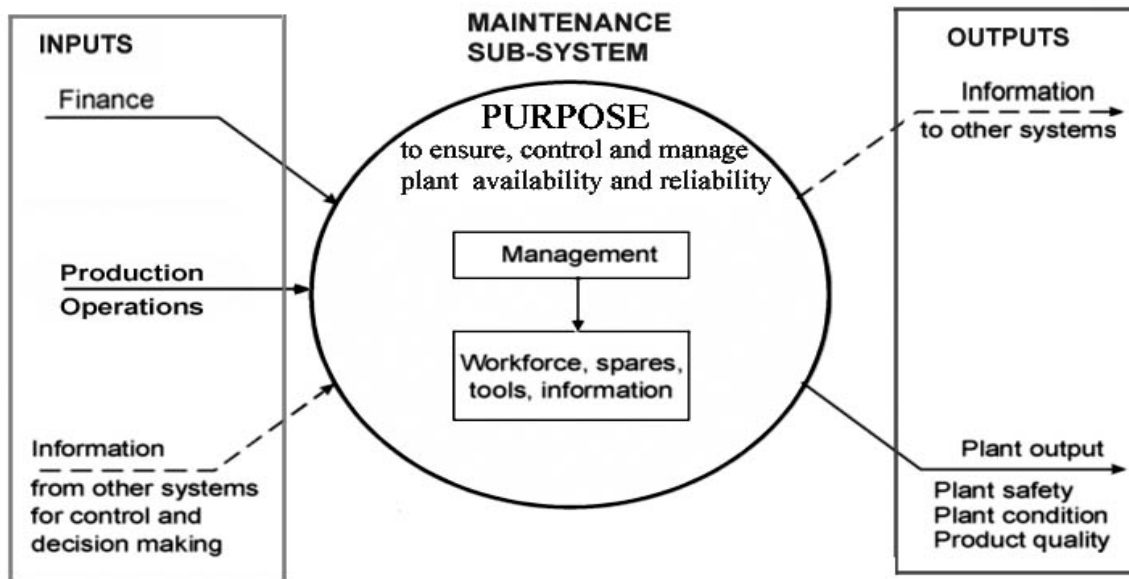 INPUTS
Finance
Production
Operations
Information
from other systems
for control and
decision making
MAINTENANCE
SUB-SYSTEM
PURPOSE
to ensure, control and manage
plant availability and reliability
Management
Workforce, spares,
tools, information
OUTPUTS
Information
to other systems
Plant output
Plant safety
Plant condition
Product quality